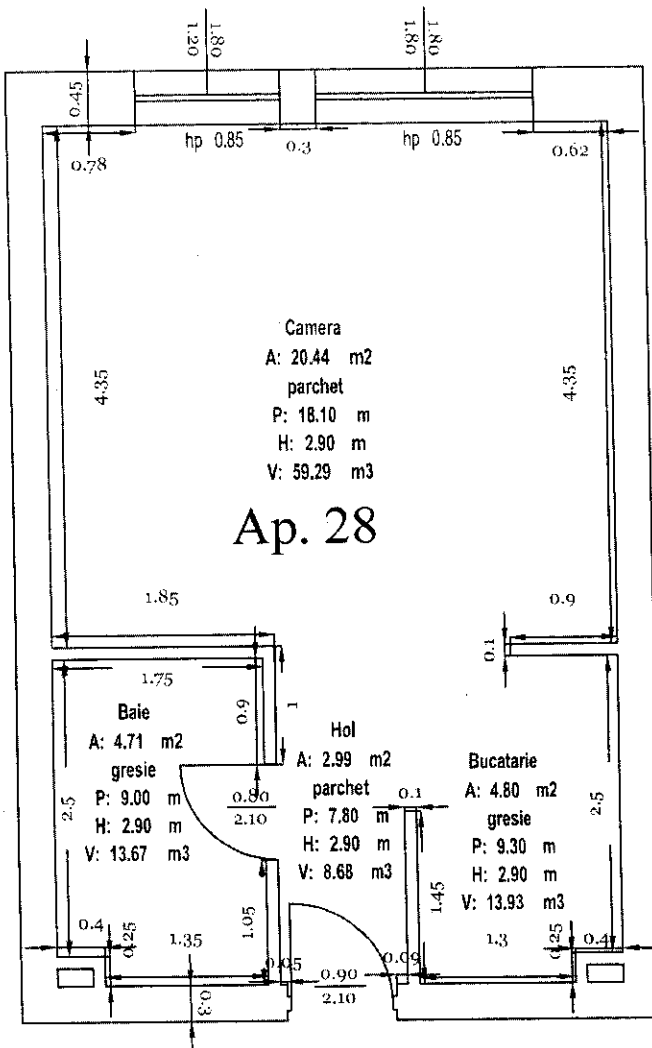 1.20
1.80
1.80
1.80
0.45
hp 0.85
0.3
hp 0.85
0.78
0.62
Camera
A: 20.44 m2
parchet
P: 18.10 m
H: 2.90 m
V: 59.29 m3
4.35
4.35
Ap. 28
1.85
0.9
0.1
1.75
0.9
1
Baie
A: 4.71 m2
gresie
P: 9.00 m
H: 2.90 m
V: 13.67 m3
2.5
0.80
2.10
Hol
A: 2.99 m2
parchet
P: 7.80 m
H: 2.90 m
V: 8.68 m3
0.1
Bucatarie
A: 4.80 m2
gresie
P: 9.30 m
H: 2.90 m
V: 13.93 m3
2.5
1.45
1.05
0.4
0.25
1.35
0.05
0.90
2.10
0.09
1.3
0.25
0.4
0.3